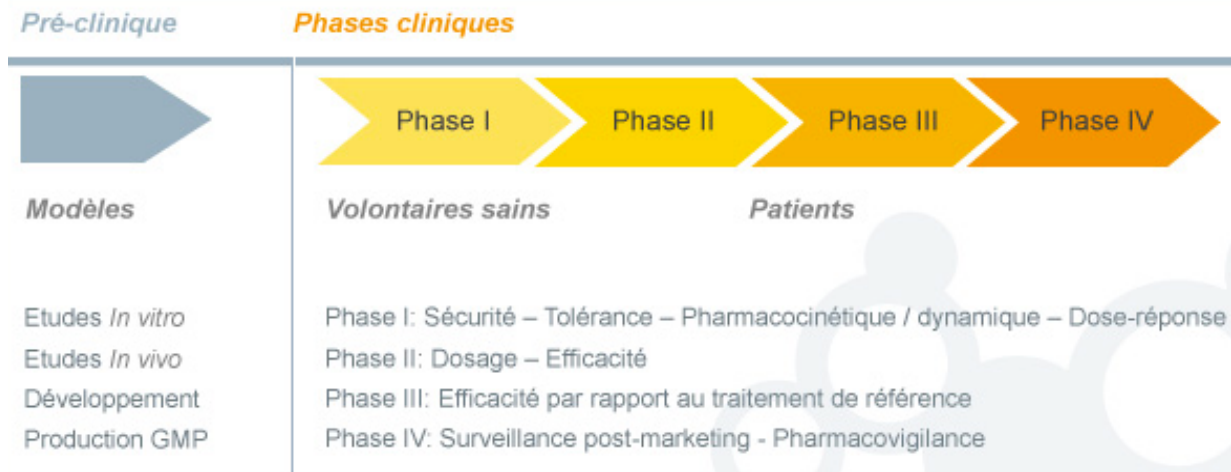 Pré-clinique
Phases cliniques
Phase I
Phase II
Phase III
Phase IV
Modèles
Volontaires sains
Patients
Etudes In vitro
Etudes In vivo
Développement
Production GMP
Phase I: Sécurité – Tolérance – Pharmacocinétique / dynamique – Dose-réponse
Phase II: Dosage – Efficacité
Phase III: Efficacité par rapport au traitement de référence
Phase IV: Surveillance post-marketing - Pharmacovigilance